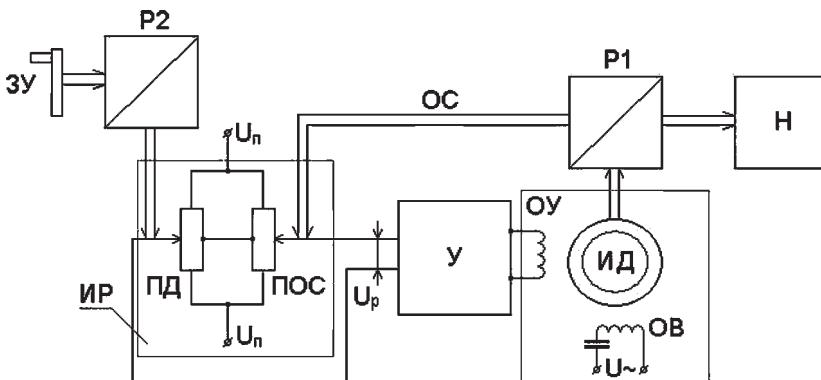 Р2
ЗУ
Р1
ОС
Н
Uп
ОУ
У
ИД
ПД
ПОС
Uр
ИР
Uп
ОВ
U~